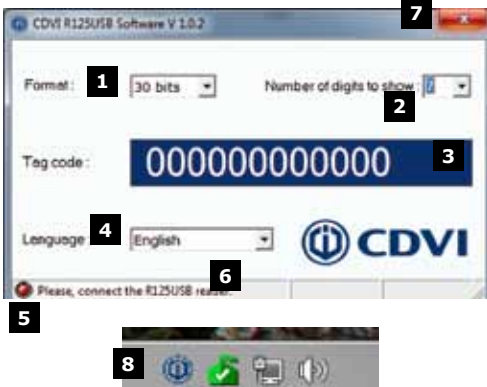 7
CDVI R125USB Software V 1.0.2
Format : 1 30 bits Number of digits to show : 7
2
Tag code : 000000000000 3
Language 4 English CDVI
6
Please, connect the R125USB reader.
5
8